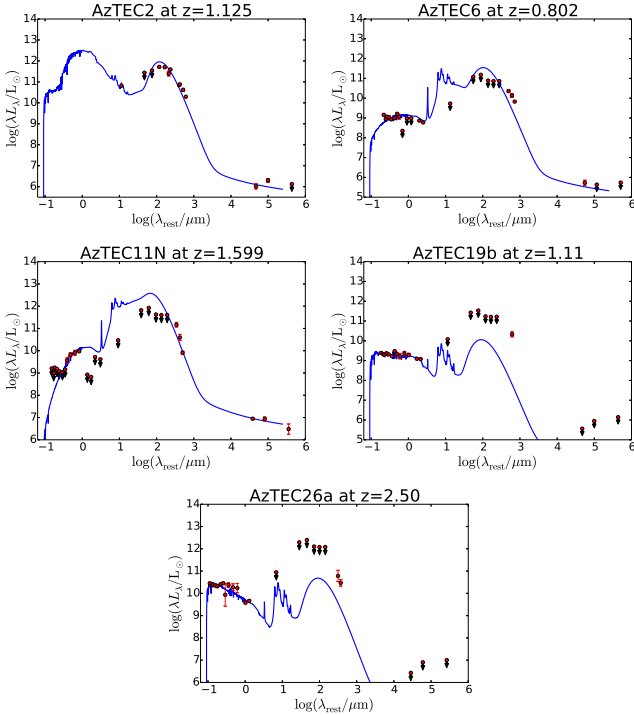 AzTEC2 at z=1.125
AzTEC6 at z=0.802
14
13
12
11
10
9
8
7
6
log(λL_λ/L_⊙)
−1 0 1 2 3 4 5 6
log(λ_rest/μm)
14
13
12
11
10
9
8
7
6
5
log(λL_λ/L_⊙)
−1 0 1 2 3 4 5 6
log(λ_rest/μm)
AzTEC11N at z=1.599
AzTEC19b at z=1.11
14
13
12
11
10
9
8
7
6
5
log(λL_λ/L_⊙)
−1 0 1 2 3 4 5 6
log(λ_rest/μm)
14
13
12
11
10
9
8
7
6
5
log(λL_λ/L_⊙)
−1 0 1 2 3 4 5 6
log(λ_rest/μm)
AzTEC26a at z=2.50
14
13
12
11
10
9
8
7
6
log(λL_λ/L_⊙)
−1 0 1 2 3 4 5 6
log(λ_rest/μm)